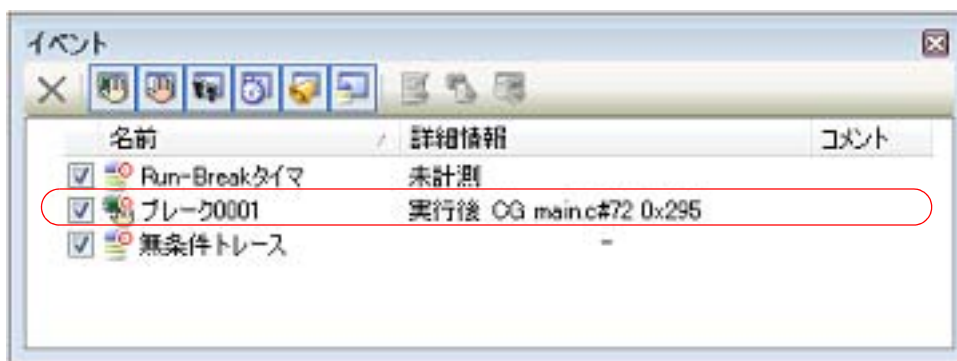 イベント
名前 詳細情報 コメント
Run-Breakタイマ 未計測
ブレーク0001 実行後 CG_main.c#72 0x295
無条件トレース -